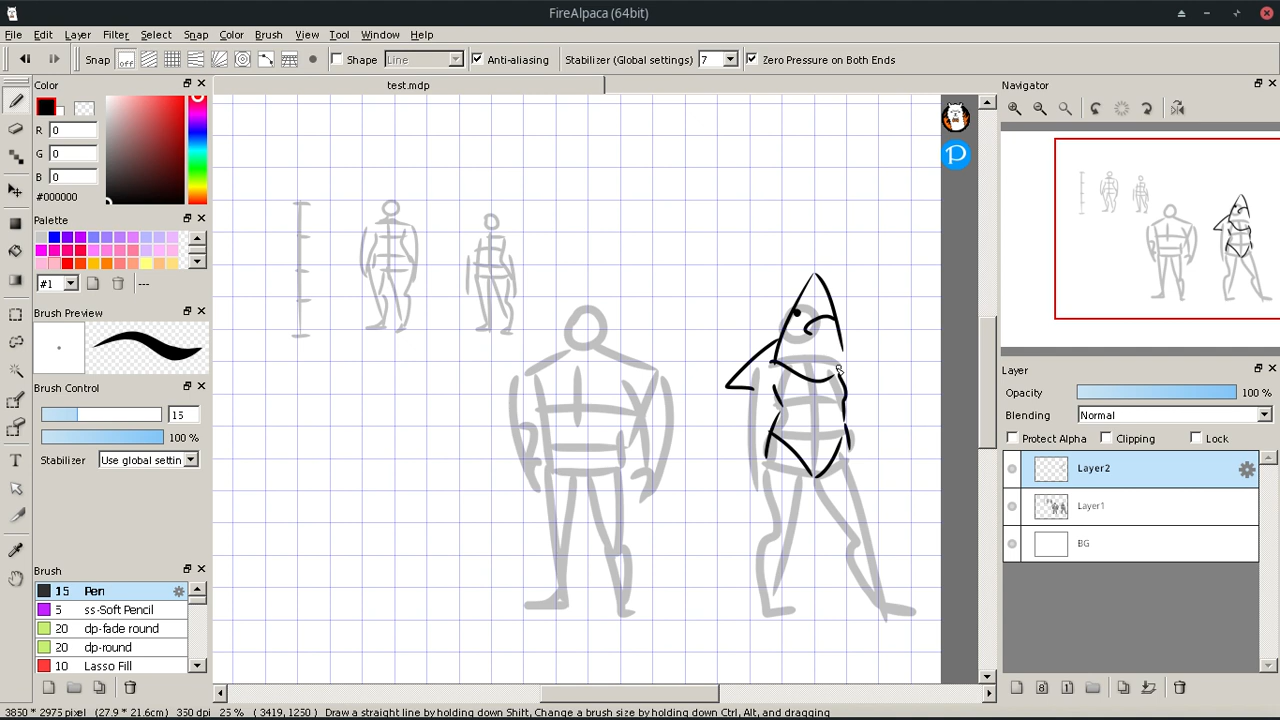 FireAlpaca (64bit)
File Edit Layer Filter Select Snap Color Brush View Tool Window Help
Snap off Shape Line Anti-aliasing Stabilizer (Global settings) 7 Zero Pressure on Both Ends
Color
test.mdp
Navigator
R 0
G 0
B 0
#000000
Palette
#1 ---
Brush Preview
Brush Control
15
100 %
Stabilizer Use global settin
Brush
15 Pen
5 ss-Soft Pencil
20 dp-fade round
20 dp-round
10 Lasso Fill
Layer
Opacity 100 %
Blending Normal
Protect Alpha Clipping Lock
Layer2
Layer1
BG
3850 * 2975 pixel (27.9 * 21.6cm) 350 dpi 25 % ( 3419, 1250 ) Draw a straight line by holding down Shift, Change a brush size by holding down Ctrl, Alt, and dragging